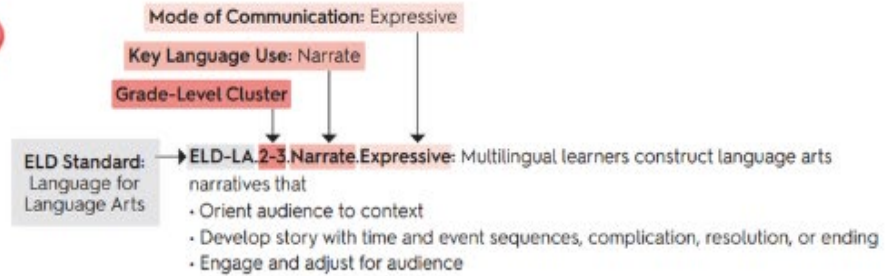 Mode of Communication: Expressive
Key Language Use: Narrate
Grade-Level Cluster
ELD Standard:
Language for
Language Arts
ELD-LA.2-3.Narrate.Expressive: Multilingual learners construct language arts
narratives that
· Orient audience to context
· Develop story with time and event sequences, complication, resolution, or ending
· Engage and adjust for audience